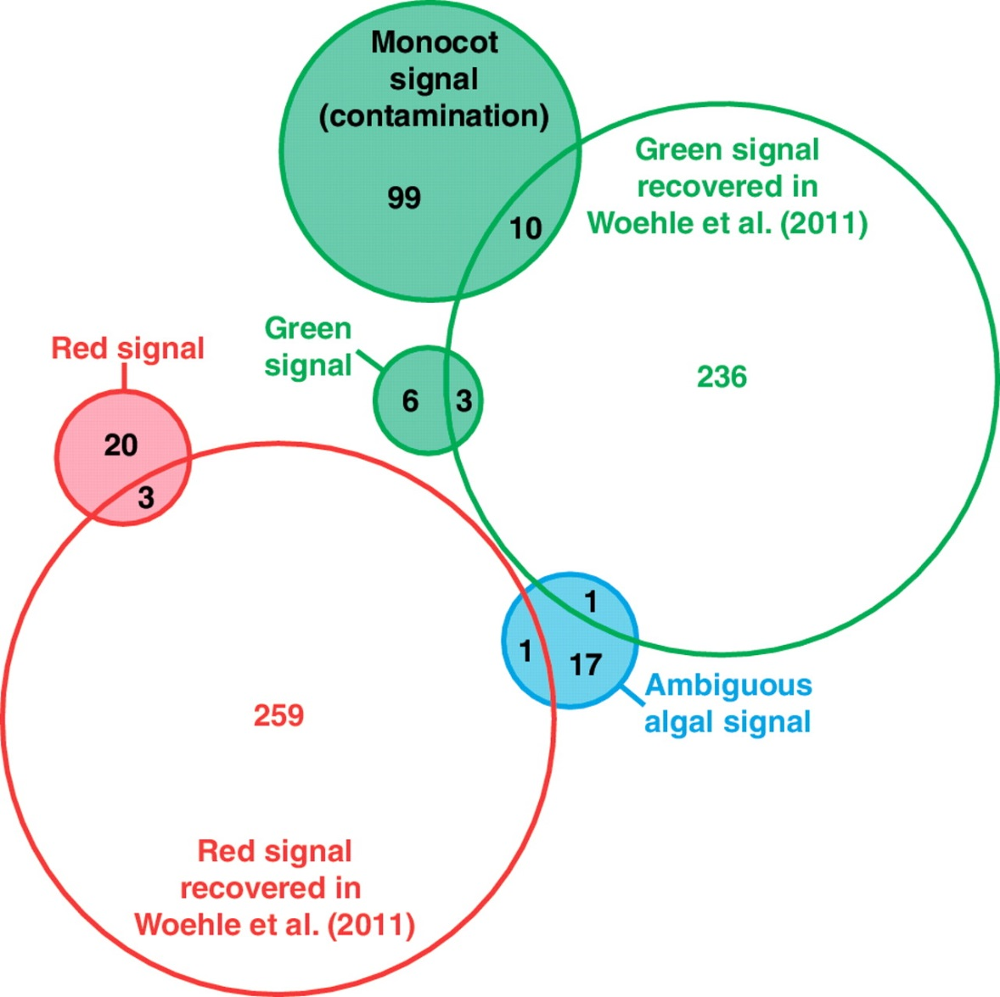 Monocot
signal
(contamination)
99
10
Green signal
recovered in
Woehle et al. (2011)
236
Green
signal
6
3
Red signal
20
3
1
1
17
Ambiguous
algal signal
259
Red signal
recovered in
Woehle et al. (2011)